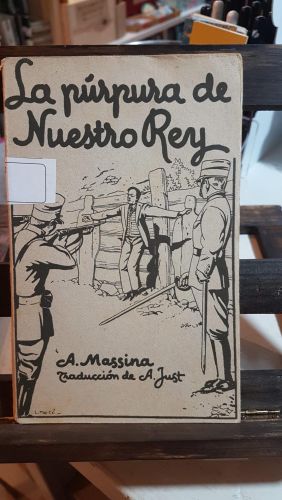 La púrpura de
Nuestro Rey
A. Massina
Traducción de A. Just